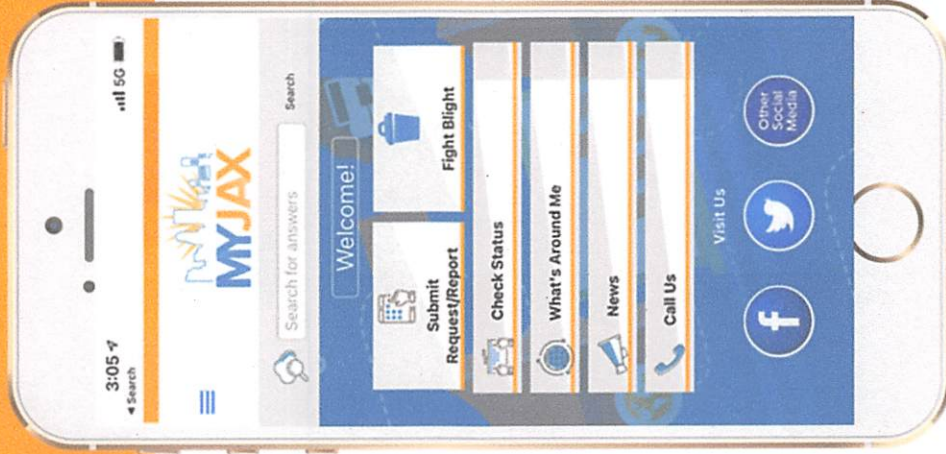 3:05
5G
◀ Search
MYJAX
Search for answers
Search
Welcome!
Submit
Request/Report
Fight Blight
Check Status
What's Around Me
News
Call Us
Visit Us
f
Other
Social
Media